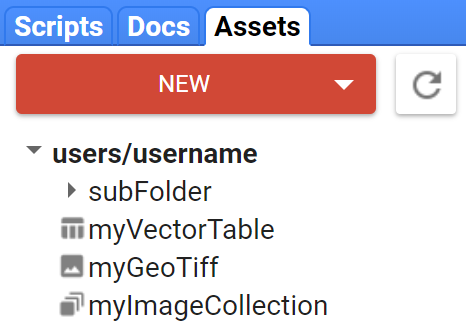 Scripts Docs Assets
NEW
users/username
subFolder
myVectorTable
myGeoTiff
myImageCollection